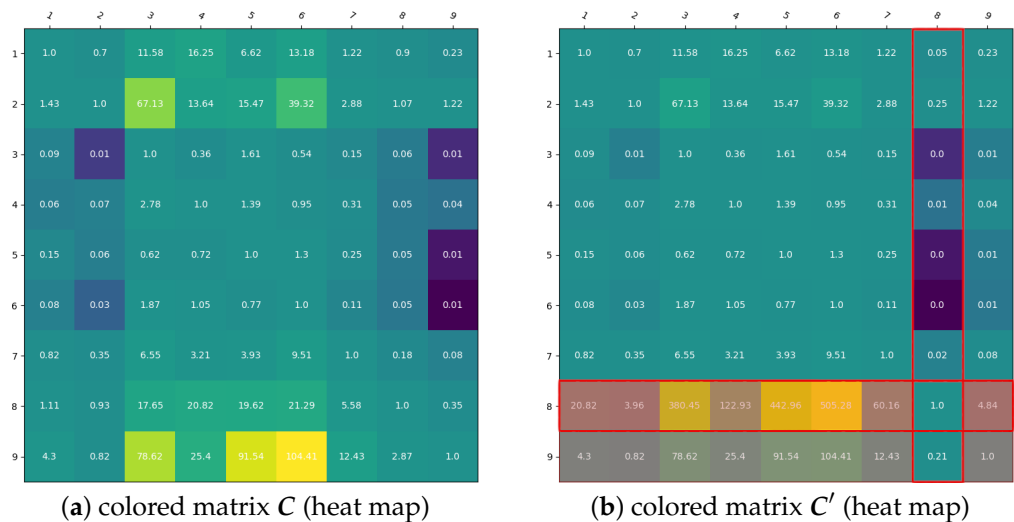 1 2 3 4 5 6 7 8 9
1 1.0 0.7 11.58 16.25 6.62 13.18 1.22 0.9 0.23
2 1.43 1.0 67.13 13.64 15.47 39.32 2.88 1.07 1.22
3 0.09 0.01 1.0 0.36 1.61 0.54 0.15 0.06 0.01
4 0.06 0.07 2.78 1.0 1.39 0.95 0.31 0.05 0.04
5 0.15 0.06 0.62 0.72 1.0 1.3 0.25 0.05 0.01
6 0.08 0.03 1.87 1.05 0.77 1.0 0.11 0.05 0.01
7 0.82 0.35 6.55 3.21 3.93 9.51 1.0 0.18 0.08
8 1.11 0.93 17.65 20.82 19.62 21.29 5.58 1.0 0.35
9 4.3 0.82 78.62 25.4 91.54 104.41 12.43 2.87 1.0
(a) colored matrix C (heat map)
1 2 3 4 5 6 7 8 9
1 1.0 0.7 11.58 16.25 6.62 13.18 1.22 0.05 0.23
2 1.43 1.0 67.13 13.64 15.47 39.32 2.88 0.25 1.22
3 0.09 0.01 1.0 0.36 1.61 0.54 0.15 0.0 0.01
4 0.06 0.07 2.78 1.0 1.39 0.95 0.31 0.01 0.04
5 0.15 0.06 0.62 0.72 1.0 1.3 0.25 0.0 0.01
6 0.08 0.03 1.87 1.05 0.77 1.0 0.11 0.0 0.01
7 0.82 0.35 6.55 3.21 3.93 9.51 1.0 0.02 0.08
8 20.82 3.96 380.45 122.93 442.96 505.28 60.16 1.0 4.84
9 4.3 0.82 78.62 25.4 91.54 104.41 12.43 0.21 1.0
(b) colored matrix C′ (heat map)